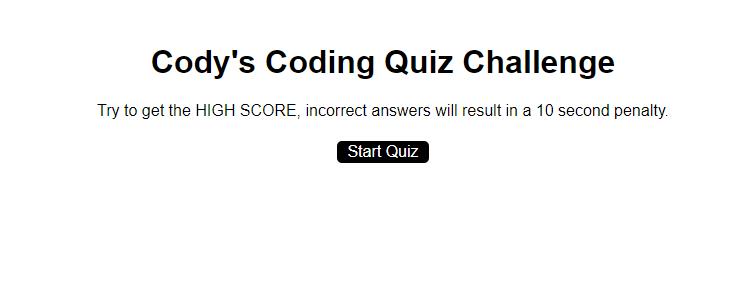 Cody's Coding Quiz Challenge
Try to get the HIGH SCORE, incorrect answers will result in a 10 second penalty.
Start Quiz